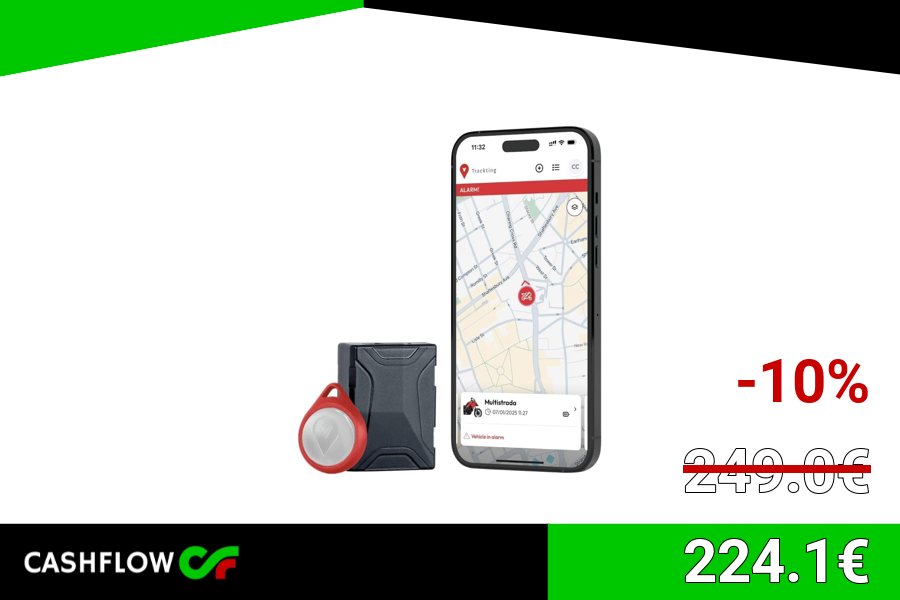 11:32
Trackting
CC
ALARM!
Multistrada
07/01/2025 11:27
Vehicle in alarm
-10%
249.0€
CASHFLOW
224.1€